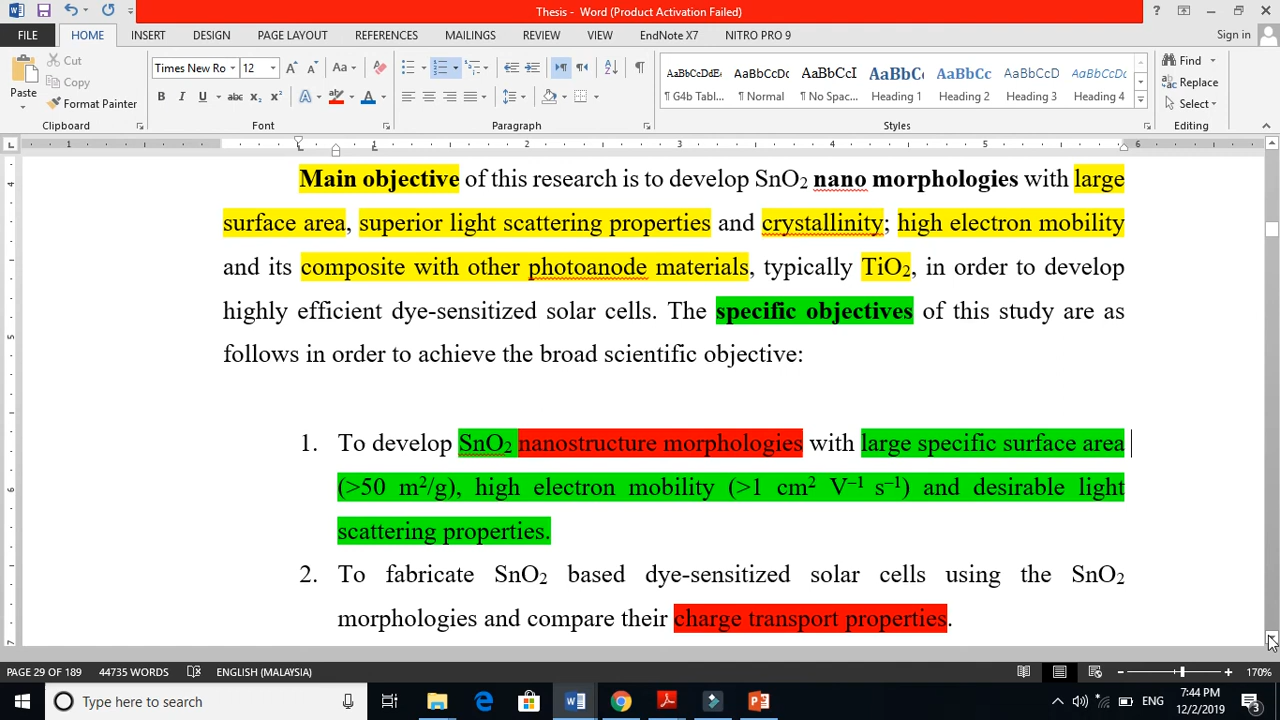 Thesis - Word (Product Activation Failed)
FILE HOME INSERT DESIGN PAGE LAYOUT REFERENCES MAILINGS REVIEW VIEW EndNote X7 NITRO PRO 9 Sign in
Paste
Cut
Copy
Format Painter
Clipboard
Times New Ro 12
Font
Paragraph
AaBbCcDdE AaBbCcDc AaBbCcI AaBbC AaBbCc AaBbCcDd AaBbCcDd
¶ G4b Tabl... ¶ Normal ¶ No Spac... Heading 1 Heading 2 Heading 3 Heading 4
Styles
Find
Replace
Select
Editing
Main objective of this research is to develop SnO₂ nano morphologies with large
surface area, superior light scattering properties and crystallinity; high electron mobility
and its composite with other photoanode materials, typically TiO₂, in order to develop
highly efficient dye-sensitized solar cells. The specific objectives of this study are as
follows in order to achieve the broad scientific objective:
1. To develop SnO₂ nanostructure morphologies with large specific surface area
(>50 m²/g), high electron mobility (>1 cm² V⁻¹ s⁻¹) and desirable light
scattering properties.
2. To fabricate SnO₂ based dye-sensitized solar cells using the SnO₂
morphologies and compare their charge transport properties.
PAGE 29 OF 189 44735 WORDS ENGLISH (MALAYSIA) 170%
Type here to search
ENG
7:44 PM
12/2/2019
3